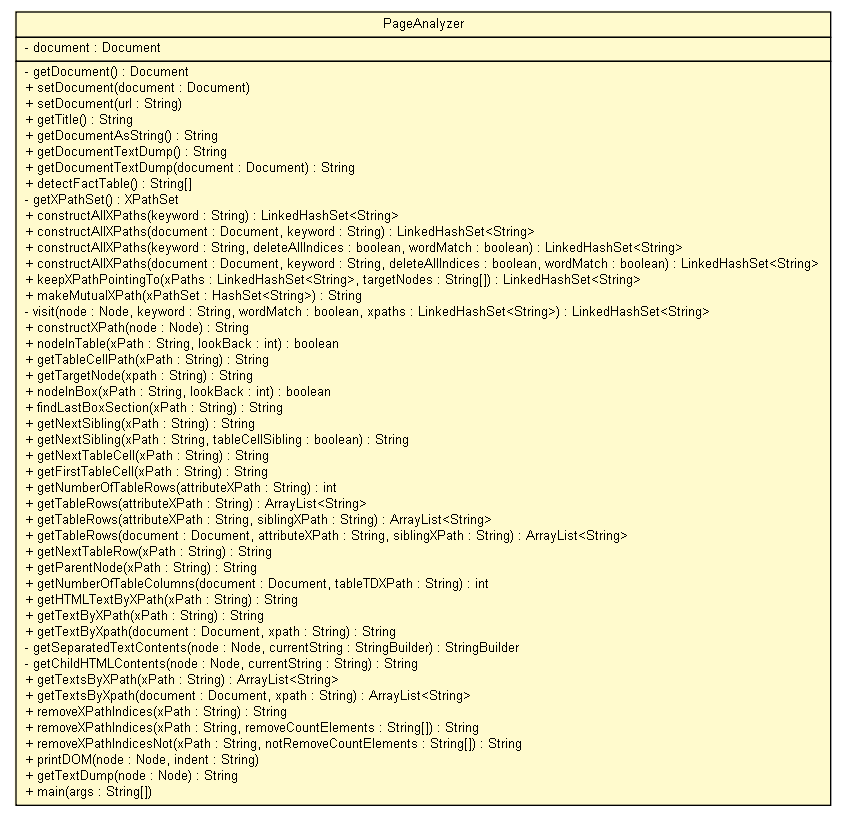 PageAnalyzer
- document : Document
- getDocument() : Document
+ setDocument(document : Document)
+ setDocument(url : String)
+ getTitle() : String
+ getDocumentAsString() : String
+ getDocumentTextDump() : String
+ getDocumentTextDump(document : Document) : String
+ detectFactTable() : String[]
- getXPathSet() : XPathSet
+ constructAllXPaths(keyword : String) : LinkedHashSet<String>
+ constructAllXPaths(document : Document, keyword : String) : LinkedHashSet<String>
+ constructAllXPaths(keyword : String, deleteAllIndices : boolean, wordMatch : boolean) : LinkedHashSet<String>
+ constructAllXPaths(document : Document, keyword : String, deleteAllIndices : boolean, wordMatch : boolean) : LinkedHashSet<String>
+ keepXPathPointingTo(xPaths : LinkedHashSet<String>, targetNodes : String[]) : LinkedHashSet<String>
+ makeMutualXPath(xPathSet : HashSet<String>) : String
- visit(node : Node, keyword : String, wordMatch : boolean, xpaths : LinkedHashSet<String>) : LinkedHashSet<String>
+ constructXPath(node : Node) : String
+ nodeInTable(xPath : String, lookBack : int) : boolean
+ getTableCellPath(xPath : String) : String
+ getTargetNode(xpath : String) : String
+ nodeInBox(xPath : String, lookBack : int) : boolean
+ findLastBoxSection(xPath : String) : String
+ getNextSibling(xPath : String) : String
+ getNextSibling(xPath : String, tableCellSibling : boolean) : String
+ getNextTableCell(xPath : String) : String
+ getFirstTableCell(xPath : String) : String
+ getNumberOfTableRows(attributeXPath : String) : int
+ getTableRows(attributeXPath : String) : ArrayList<String>
+ getTableRows(attributeXPath : String, siblingXPath : String) : ArrayList<String>
+ getTableRows(document : Document, attributeXPath : String, siblingXPath : String) : ArrayList<String>
+ getNextTableRow(xPath : String) : String
+ getParentNode(xPath : String) : String
+ getNumberOfTableColumns(document : Document, tableTDXPath : String) : int
+ getHTMLTextByXPath(xPath : String) : String
+ getTextByXPath(xPath : String) : String
+ getTextByXpath(document : Document, xpath : String) : String
- getSeparatedTextContents(node : Node, currentString : StringBuilder) : StringBuilder
- getChildHTMLContents(node : Node, currentString : String) : String
+ getTextsByXPath(xPath : String) : ArrayList<String>
+ getTextsByXpath(document : Document, xpath : String) : ArrayList<String>
+ removeXPathIndices(xPath : String) : String
+ removeXPathIndices(xPath : String, removeCountElements : String[]) : String
+ removeXPathIndicesNot(xPath : String, notRemoveCountElements : String[]) : String
+ printDOM(node : Node, indent : String)
+ getTextDump(node : Node) : String
+ main(args : String[])